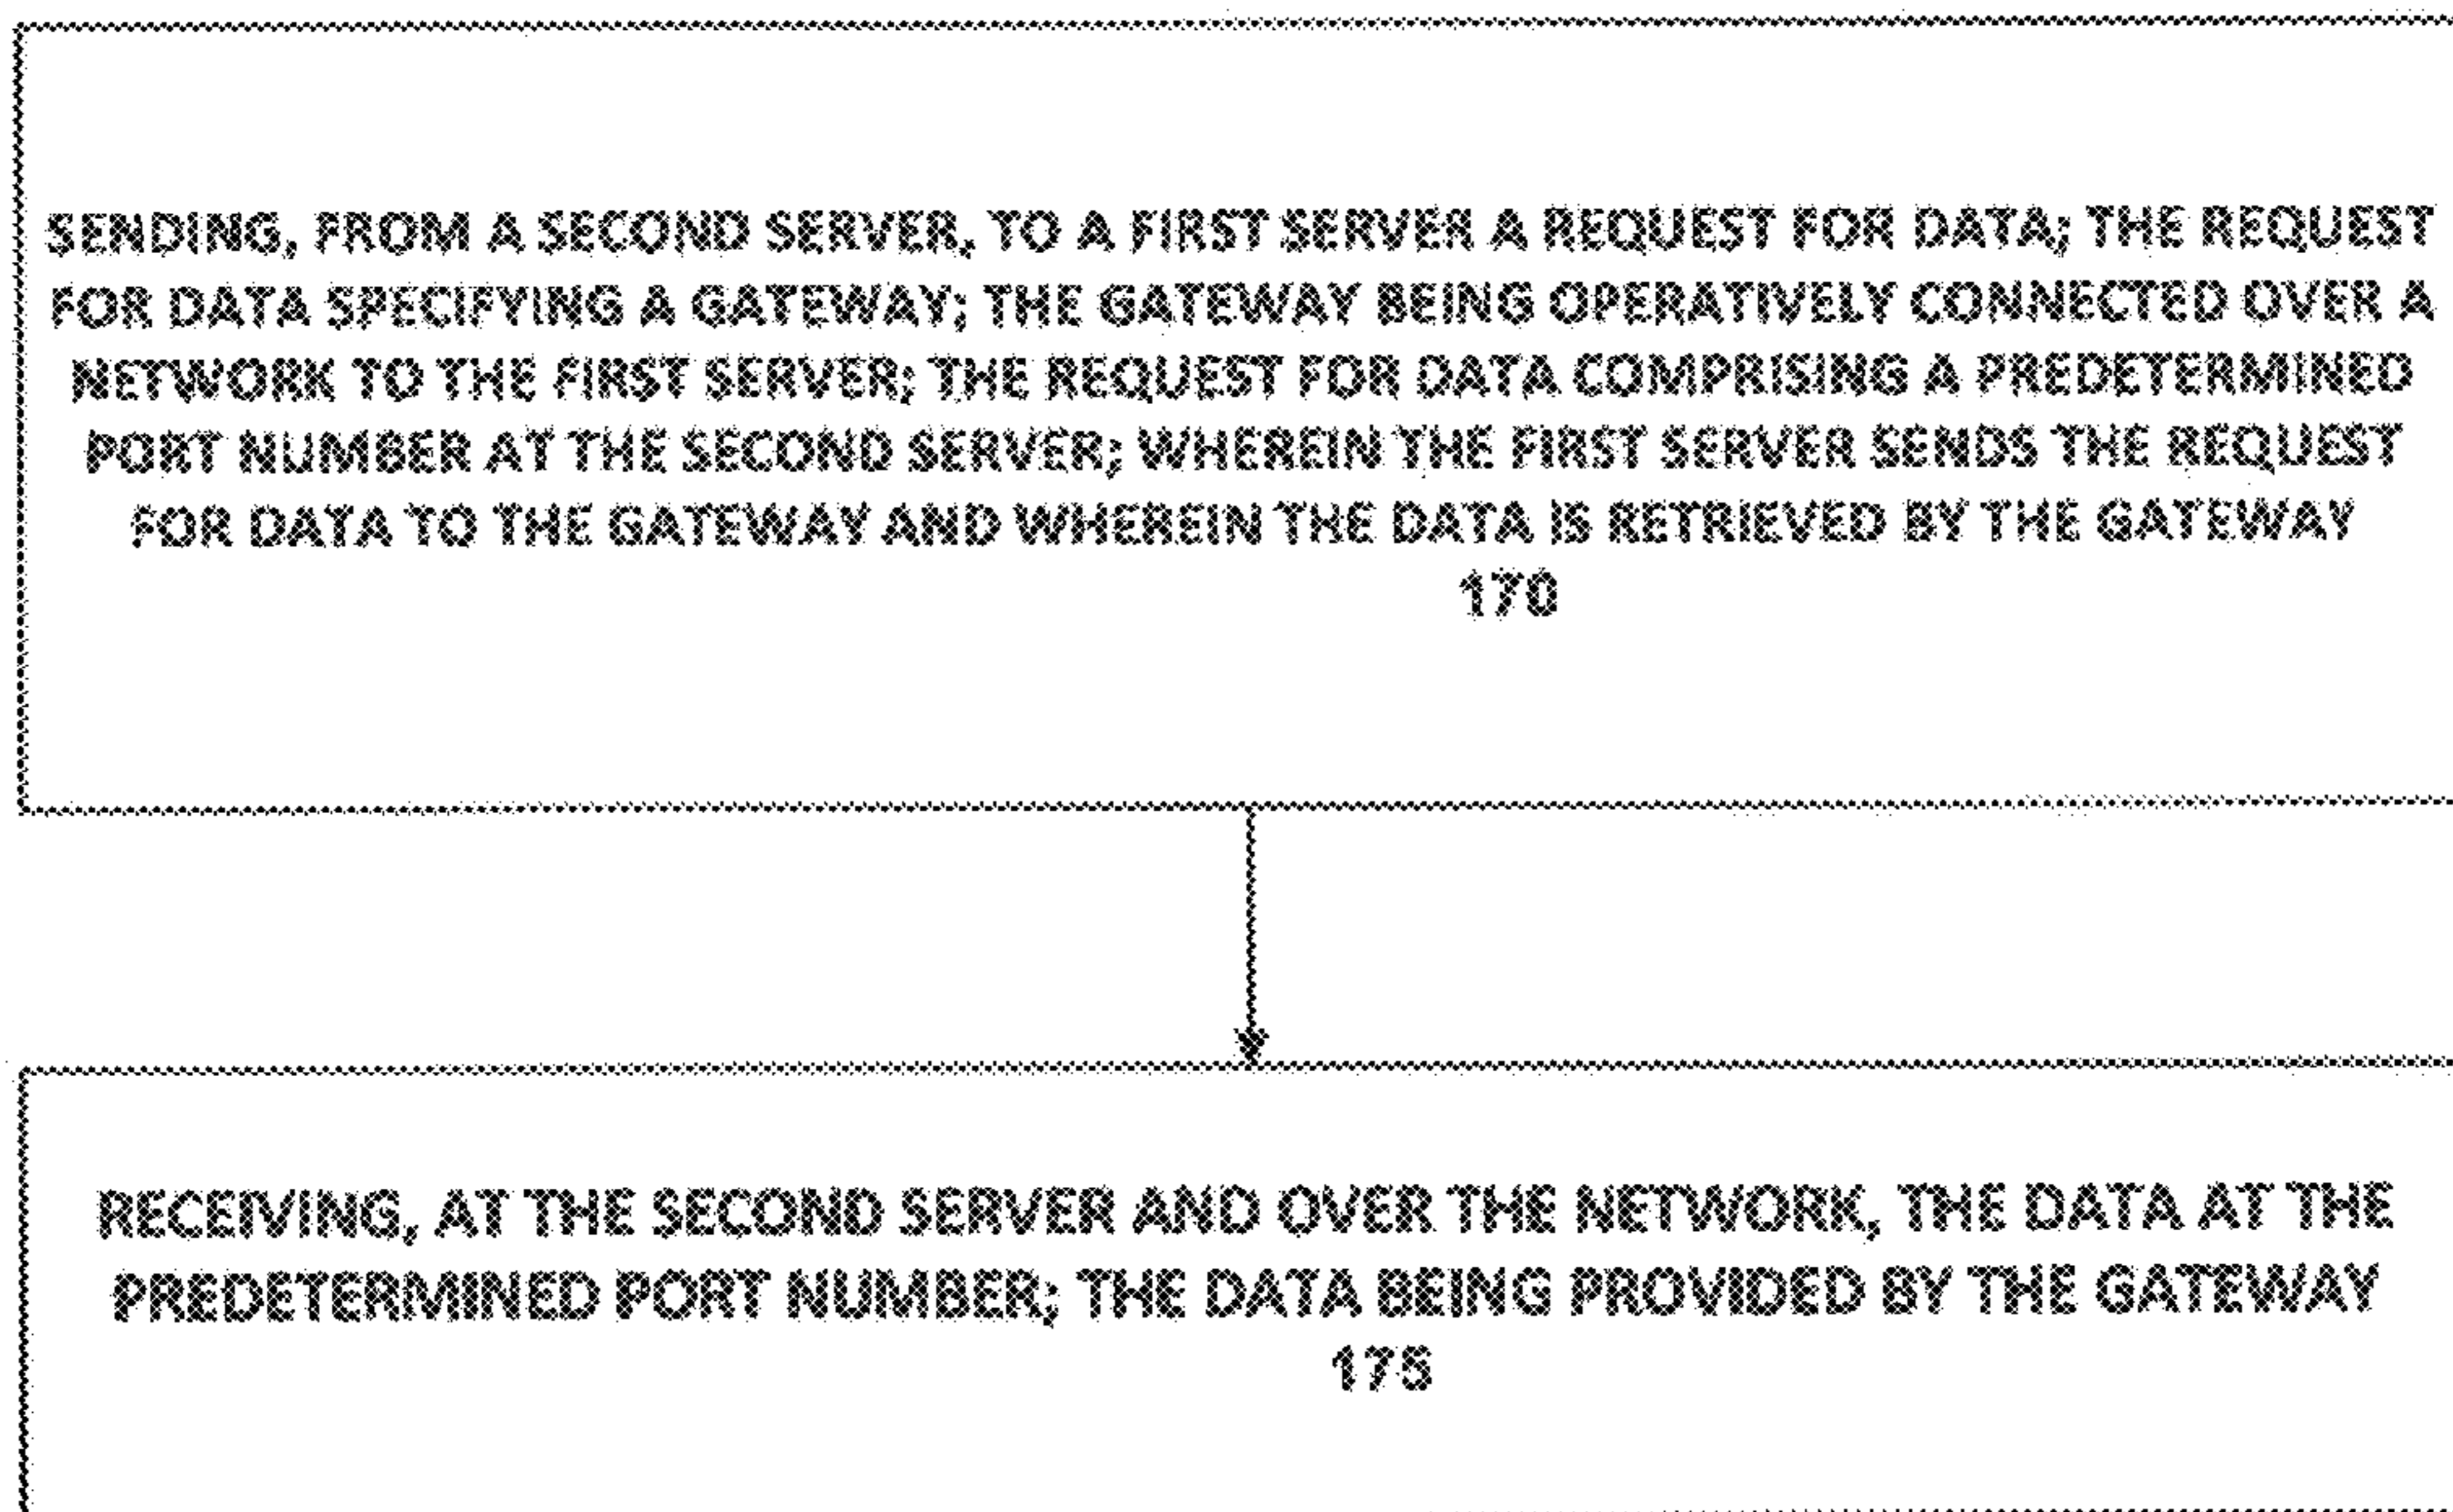 SENDING, FROM A SECOND SERVER, TO A FIRST SERVER A REQUEST FOR DATA; THE REQUEST
FOR DATA SPECIFYING A GATEWAY; THE GATEWAY BEING OPERATIVELY CONNECTED OVER A
NETWORK TO THE FIRST SERVER; THE REQUEST FOR DATA COMPRISING A PREDETERMINED
PORT NUMBER AT THE SECOND SERVER; WHEREIN THE FIRST SERVER SENDS THE REQUEST
FOR DATA TO THE GATEWAY AND WHEREIN THE DATA IS RETRIEVED BY THE GATEWAY
170
RECEIVING, AT THE SECOND SERVER AND OVER THE NETWORK, THE DATA AT THE
PREDETERMINED PORT NUMBER; THE DATA BEING PROVIDED BY THE GATEWAY
175